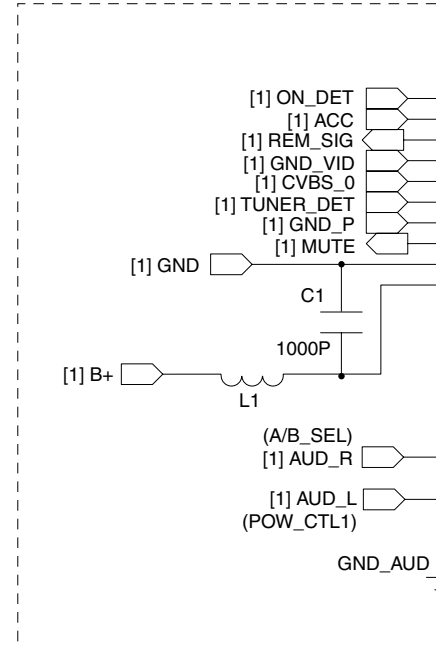 [1] ON_DET
[1] ACC
[1] REM_SIG
[1] GND_VID
[1] CVBS_0
[1] TUNER_DET
[1] GND_P
[1] MUTE
[1] GND
C1
1000P
[1] B+
L1
(A/B_SEL)
[1] AUD_R
[1] AUD_L
(POW_CTL1)
GND_AUD